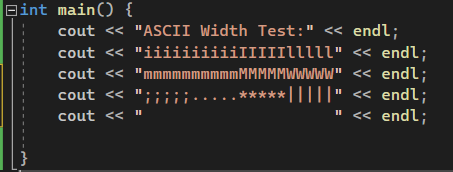 int main() {
    cout << "ASCII Width Test:" << endl;
    cout << "iiiiiiiiiiIIIIIlllll" << endl;
    cout << "mmmmmmmmmmMMMMMWWWWW" << endl;
    cout << ";;;;;.....*****|||||" << endl;
    cout << "                    " << endl;
}